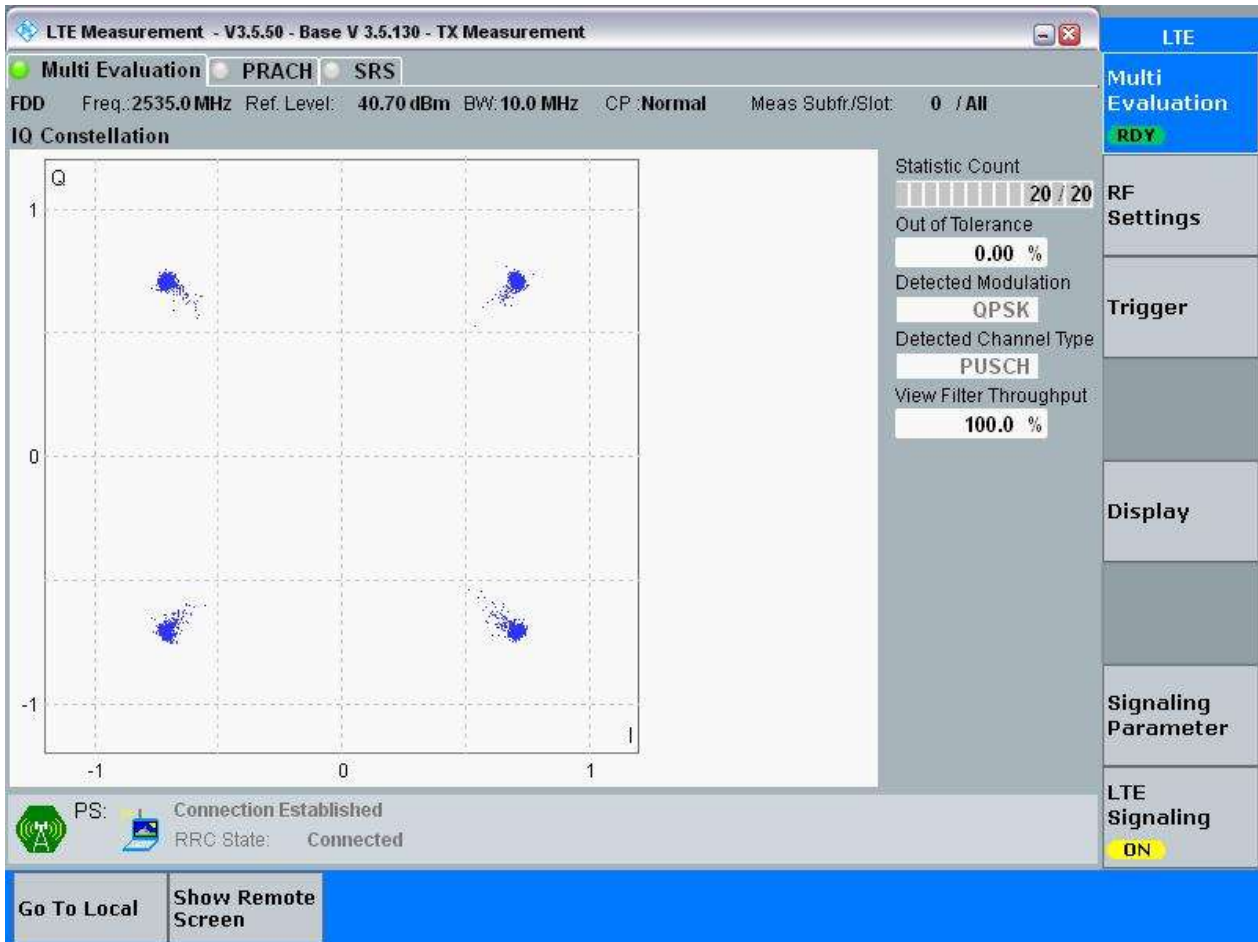 LTE Measurement - V3.5.50 - Base V 3.5.130 - TX Measurement
Multi Evaluation PRACH SRS
FDD Freq.:2535.0 MHz Ref. Level: 40.70 dBm BW:10.0 MHz CP :Normal Meas Subfr./Slot: 0 / All
IQ Constellation
Q
1
0
-1
I
-1 0 1
Statistic Count
20 / 20
Out of Tolerance
0.00 %
Detected Modulation
QPSK
Detected Channel Type
PUSCH
View Filter Throughput
100.0 %
PS: Connection Established
RRC State: Connected
LTE
Multi
Evaluation
RDY
RF
Settings
Trigger
Display
Signaling
Parameter
LTE
Signaling
ON
Go To Local
Show Remote
Screen